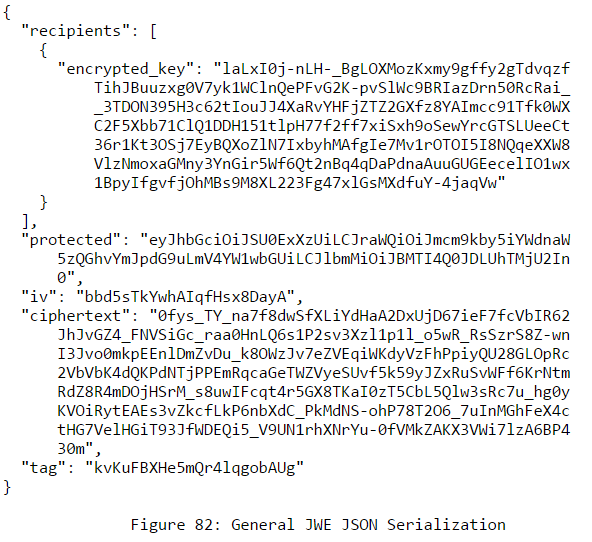 {
"recipients": [
{
"encrypted_key": "laLxI0j-nLH-_BgLOXMozKxmy9gffy2gTdvqzf
TihJBuuzxg0V7yk1WClnQePFvG2K-pvSlWc9BRIazDrn50RcRai_
_3TDON395H3c62tIouJJ4XaRvYHFjZTZ2GXfz8YAImcc91Tfk0WX
C2F5Xbb71ClQ1DDH151tlpH77f2ff7xiSxh9oSewYrcGTSLUeeCt
36r1Kt3OSj7EyBQXoZlN7IxbyhMAfgIe7Mv1rOTOI5I8NQqeXXW8
VlzNmoxaGMny3YnGir5Wf6Qt2nBq4qDaPdnaAuuGUGEecelIO1wx
1BpyIfgvfjOhMBs9M8XL223Fg47xlGsMXdfuY-4jaqVw"
}
],
"protected": "eyJhbGciOiJSU0ExXzUiLCJraWQiOiJmcm9kby5iYWdnaW
5zQGhvYmJpdG9uLmV4YW1wbGUiLCJlbmMiOiJBMTI4Q0JDLUhTMjU2In
0",
"iv": "bbd5sTkYwhAIqfHsx8DayA",
"ciphertext": "0fys_TY_na7f8dwSfXLiYdHaA2DxUjD67ieF7fcVbIR62
JhJvGZ4_FNVSiGc_raa0HnLQ6s1P2sv3Xzl1p1l_o5wR_RsSzrS8Z-wn
I3Jvo0mkpEEnlDmZvDu_k8OWzJv7eZVEqiWKdyVzFhPpiyQU28GLOpRc
2VbVbK4dQKPdNTjPPEmRqcaGeTWZVyeSUvf5k59yJZxRuSvWFf6KrNtm
RdZ8R4mDOjHSrM_s8uwIFcqt4r5GX8TKaI0zT5CbL5Qlw3sRc7u_hg0y
KVOiRytEAEs3vZkcfLkP6nbXdC_PkMdNS-ohP78T2O6_7uInMGhFeX4c
tHG7VelHGiT93JfWDEQi5_V9UN1rhXNrYu-0fVMkZAKX3VWi7lzA6BP4
30m",
"tag": "kvKuFBXHe5mQr4lqgobAUg"
}
Figure 82: General JWE JSON Serialization